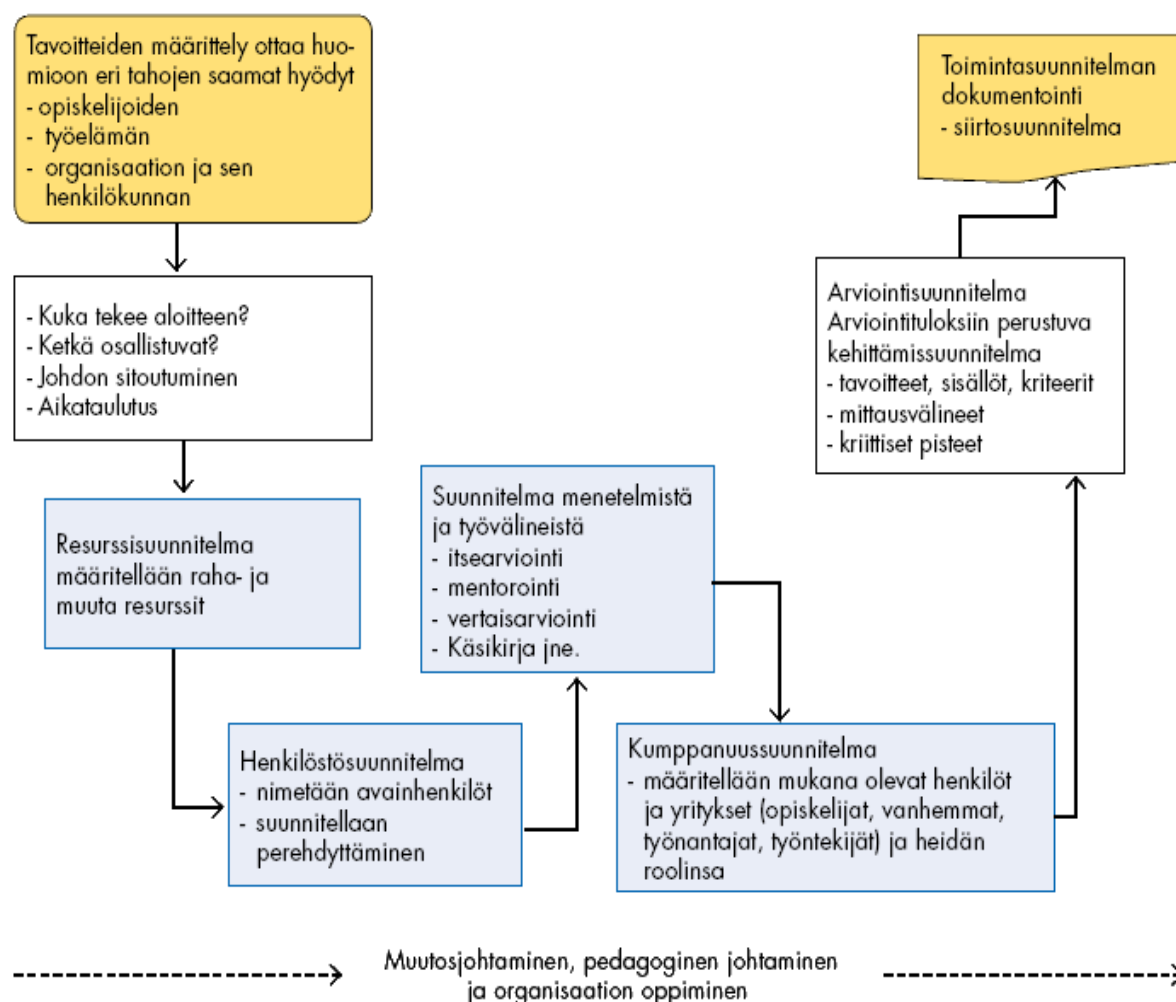 Tavoitteiden määrittely ottaa huo-
mioon eri tahojen saamat hyödyt
- opiskelijoiden
- työelämän
- organisaation ja sen
henkilökunnan
- Kuka tekee aloitteen?
- Ketkä osallistuvat?
- Johdon sitoutuminen
- Aikataulutus
Resurssisuunnitelma
määritellään raha- ja
muuta resurssit
Henkilöstösuunnitelma
- nimetään avainhenkilöt
- suunnitellaan
perehdyttäminen
Suunnitelma menetelmistä
ja työvälineistä
- itsearviointi
- mentorointi
- vertaisarviointi
- Käsikirja jne.
Kumppanuussuunnitelma
- määritellään mukana olevat henkilöt
ja yritykset (opiskelijat, vanhemmat,
työnantajat, työntekijät) ja heidän
roolinsa
Arviointisuunnitelma
Arviointituloksiin perustuva
kehittämissuunnitelma
- tavoitteet, sisällöt, kriteerit
- mittausvälineet
- kriittiset pisteet
Toimintasuunnitelman
dokumentointi
- siirtosuunnitelma
Muutosjohtaminen, pedagoginen johtaminen
ja organisaation oppiminen